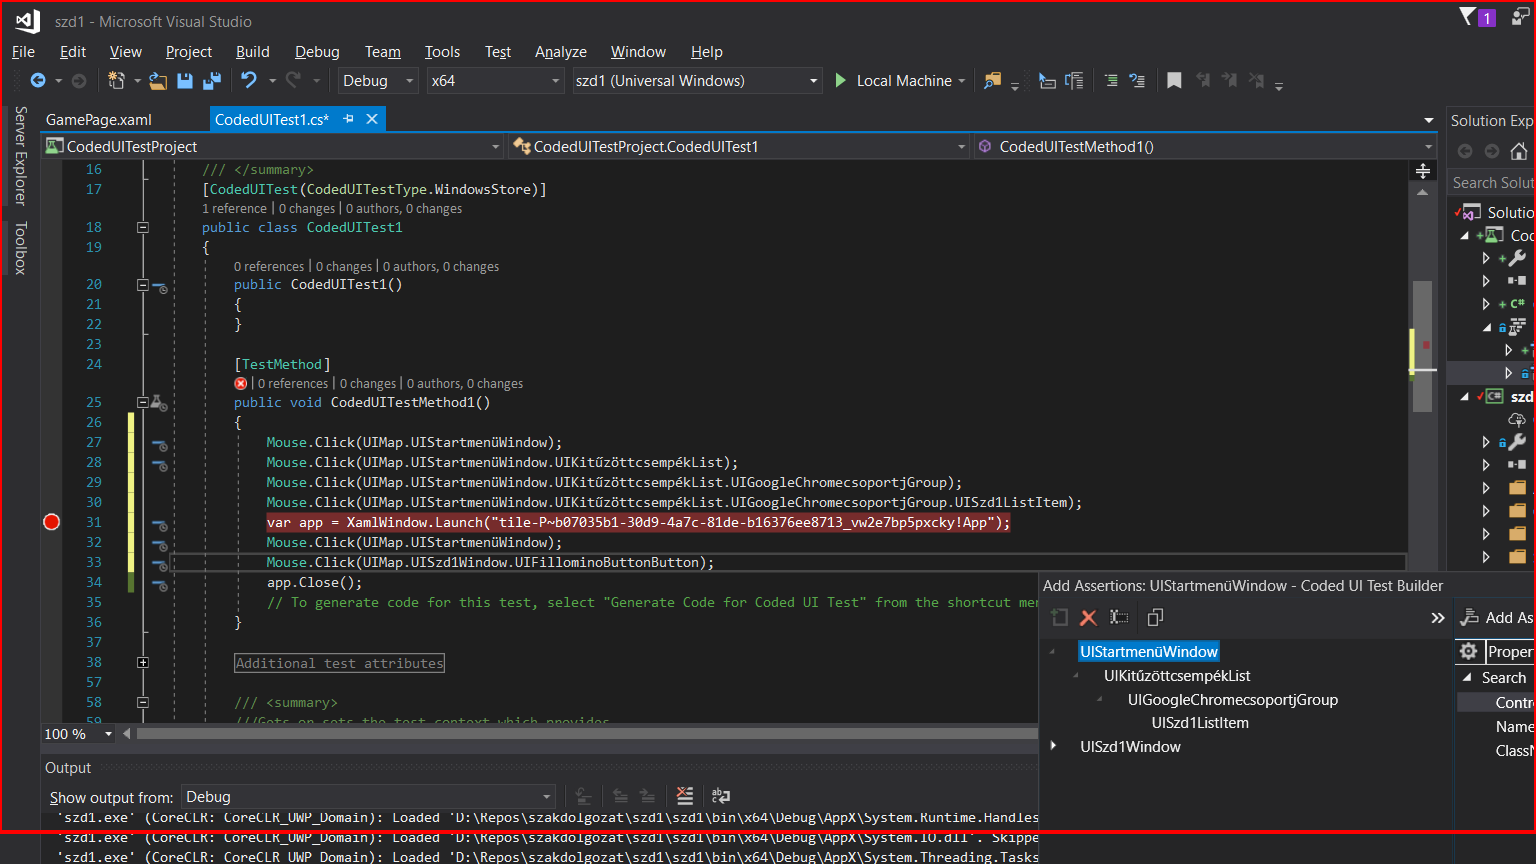 szd1 - Microsoft Visual Studio
1
File Edit View Project Build Debug Team Tools Test Analyze Window Help
Debug x64 szd1 (Universal Windows) Local Machine
Server Explorer
Toolbox
GamePage.xaml CodedUITest1.cs*
CodedUITestProject CodedUITestProject.CodedUITest1 CodedUITestMethod1()
16 /// </summary>
17 [CodedUITest(CodedUITestType.WindowsStore)]
1 reference | 0 changes | 0 authors, 0 changes
18 public class CodedUITest1
19 {
0 references | 0 changes | 0 authors, 0 changes
20 public CodedUITest1()
21 {
22 }
23
24 [TestMethod]
| 0 references | 0 changes | 0 authors, 0 changes
25 public void CodedUITestMethod1()
26 {
27 Mouse.Click(UIMap.UIStartmenüWindow);
28 Mouse.Click(UIMap.UIStartmenüWindow.UIKitűzöttcsempékList);
29 Mouse.Click(UIMap.UIStartmenüWindow.UIKitűzöttcsempékList.UIGoogleChromecsoportjGroup);
30 Mouse.Click(UIMap.UIStartmenüWindow.UIKitűzöttcsempékList.UIGoogleChromecsoportjGroup.UISzd1ListItem);
31 var app = XamlWindow.Launch("tile-P~b07035b1-30d9-4a7c-81de-b16376ee8713_vw2e7bp5pxcky!App");
32 Mouse.Click(UIMap.UIStartmenüWindow);
33 Mouse.Click(UIMap.UISzd1Window.UIFillominoButtonButton);
34 app.Close();
35 // To generate code for this test, select "Generate Code for Coded UI Test" from the shortcut men
36 }
37
38 Additional test attributes
57
58 /// <summary>
59 ///Gets or sets the test context which provides
100 %
Solution Exp
Search Solut
Solutio
Cod
C#
szd
Add Assertions: UIStartmenüWindow - Coded UI Test Builder
Add As
UIStartmenüWindow
UIKitűzöttcsempékList
UIGoogleChromecsoportjGroup
UISzd1ListItem
UISzd1Window
Proper
Search
Contr
Name
ClassN
Output
Show output from: Debug
'szd1.exe' (CoreCLR: CoreCLR_UWP_Domain): Loaded 'D:\Repos\szakdolgozat\szd1\szd1\bin\x64\Debug\AppX\System.Runtime.Handles
'szd1.exe' (CoreCLR: CoreCLR_UWP_Domain): Loaded 'D:\Repos\szakdolgozat\szd1\szd1\bin\x64\Debug\AppX\System.IO.dll'. Skippe
'szd1.exe' (CoreCLR: CoreCLR_UWP_Domain): Loaded 'D:\Repos\szakdolgozat\szd1\szd1\bin\x64\Debug\AppX\System.Threading.Tasks